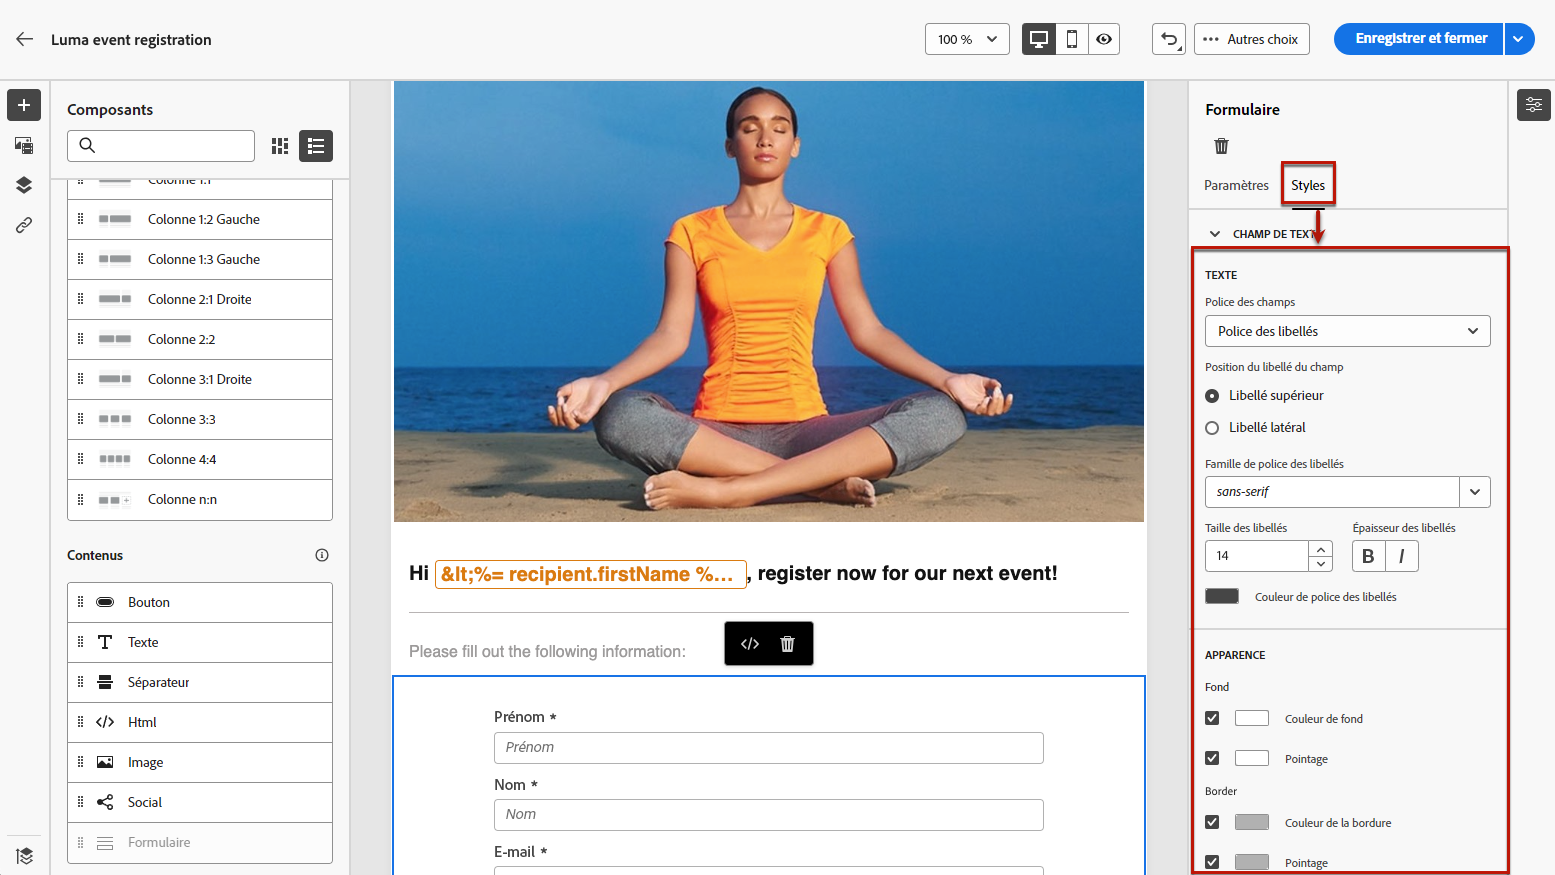 Luma event registration
100 %
Autres choix
Enregistrer et fermer
Composants
Colonne 1:1
Colonne 1:2 Gauche
Colonne 1:3 Gauche
Colonne 2:1 Droite
Colonne 2:2
Colonne 3:1 Droite
Colonne 3:3
Colonne 4:4
Colonne n:n
Contenus
Bouton
Texte
Séparateur
Html
Image
Social
Formulaire
Hi &lt;%= recipient.firstName %... , register now for our next event!
Please fill out the following information:
Prénom *
Prénom
Nom *
Nom
E-mail *
Formulaire
Paramètres
Styles
CHAMP DE TEXT
TEXTE
Police des champs
Police des libellés
Position du libellé du champ
Libellé supérieur
Libellé latéral
Famille de police des libellés
sans-serif
Taille des libellés
Épaisseur des libellés
14
B I
Couleur de police des libellés
APPARENCE
Fond
Couleur de fond
Pointage
Border
Couleur de la bordure
Pointage